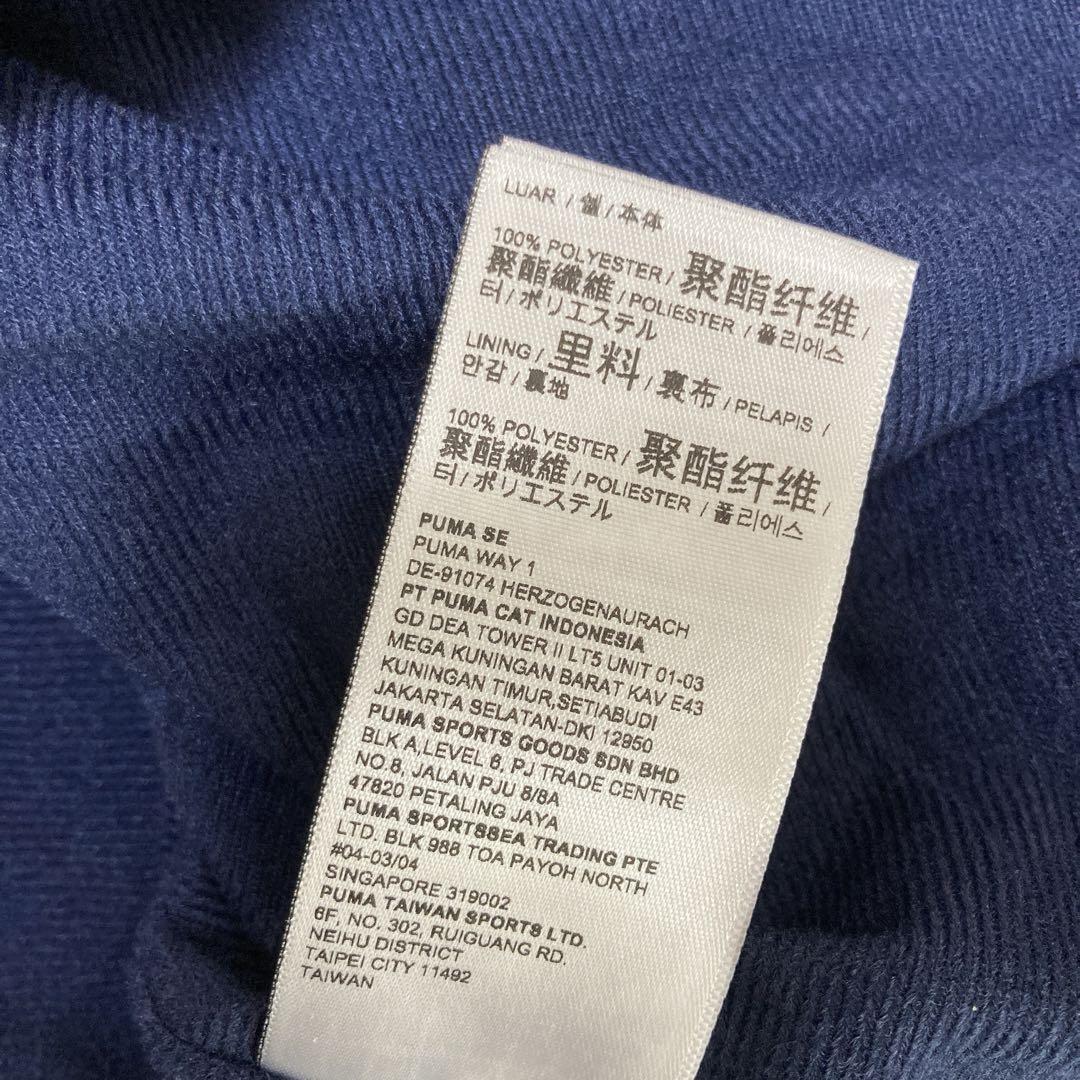 LUAR / 쉘 / 本体
100% POLYESTER / 聚酯纤维 /
聚酯纖維 / POLIESTER / 폴리에스
터 / ポリエステル
LINING / 里料 / 裏布 / PELAPIS /
안감 / 裏地
100% POLYESTER / 聚酯纤维 /
聚酯纖維 / POLIESTER / 폴리에스
터 / ポリエステル
PUMA SE
PUMA WAY 1
DE-91074 HERZOGENAURACH
PT PUMA CAT INDONESIA
GD DEA TOWER II LT5 UNIT 01-03
MEGA KUNINGAN BARAT KAV E43
KUNINGAN TIMUR,SETIABUDI
JAKARTA SELATAN-DKI 12950
PUMA SPORTS GOODS SDN BHD
BLK A,LEVEL 6, PJ TRADE CENTRE
NO.8, JALAN PJU 8/8A
47820 PETALING JAYA
PUMA SPORTSSEA TRADING PTE
LTD. BLK 988 TOA PAYOH NORTH
#04-03/04
SINGAPORE 319002
PUMA TAIWAN SPORTS LTD.
6F, NO. 302, RUIGUANG RD.
NEIHU DISTRICT
TAIPEI CITY 11492
TAIWAN